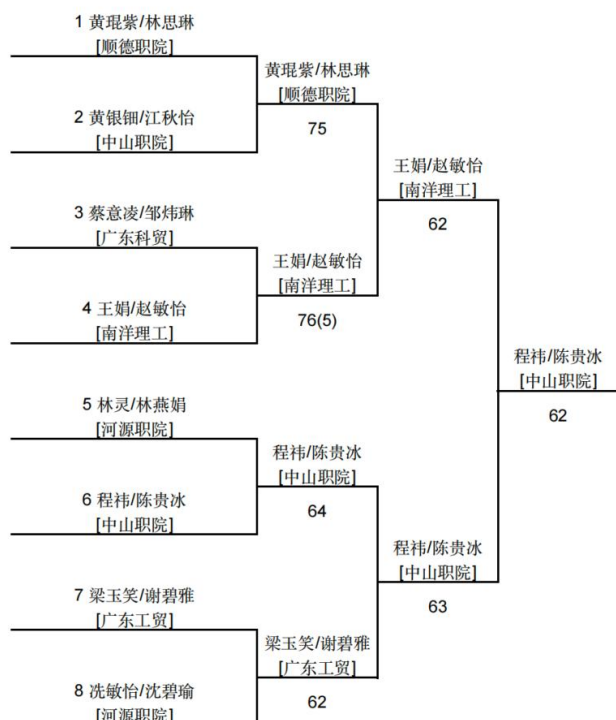 1 黄琨紫/林思琳
[顺德职院]
黄琨紫/林思琳
[顺德职院]
75
2 黄银钿/江秋怡
[中山职院]
王娟/赵敏怡
[南洋理工]
62
3 蔡意凌/邹炜琳
[广东科贸]
王娟/赵敏怡
[南洋理工]
76(5)
4 王娟/赵敏怡
[南洋理工]
程祎/陈贵冰
[中山职院]
62
5 林灵/林燕娟
[河源职院]
程祎/陈贵冰
[中山职院]
64
6 程祎/陈贵冰
[中山职院]
程祎/陈贵冰
[中山职院]
63
7 梁玉笑/谢碧雅
[广东工贸]
梁玉笑/谢碧雅
[广东工贸]
62
8 冼敏怡/沈碧瑜
[河源职院]